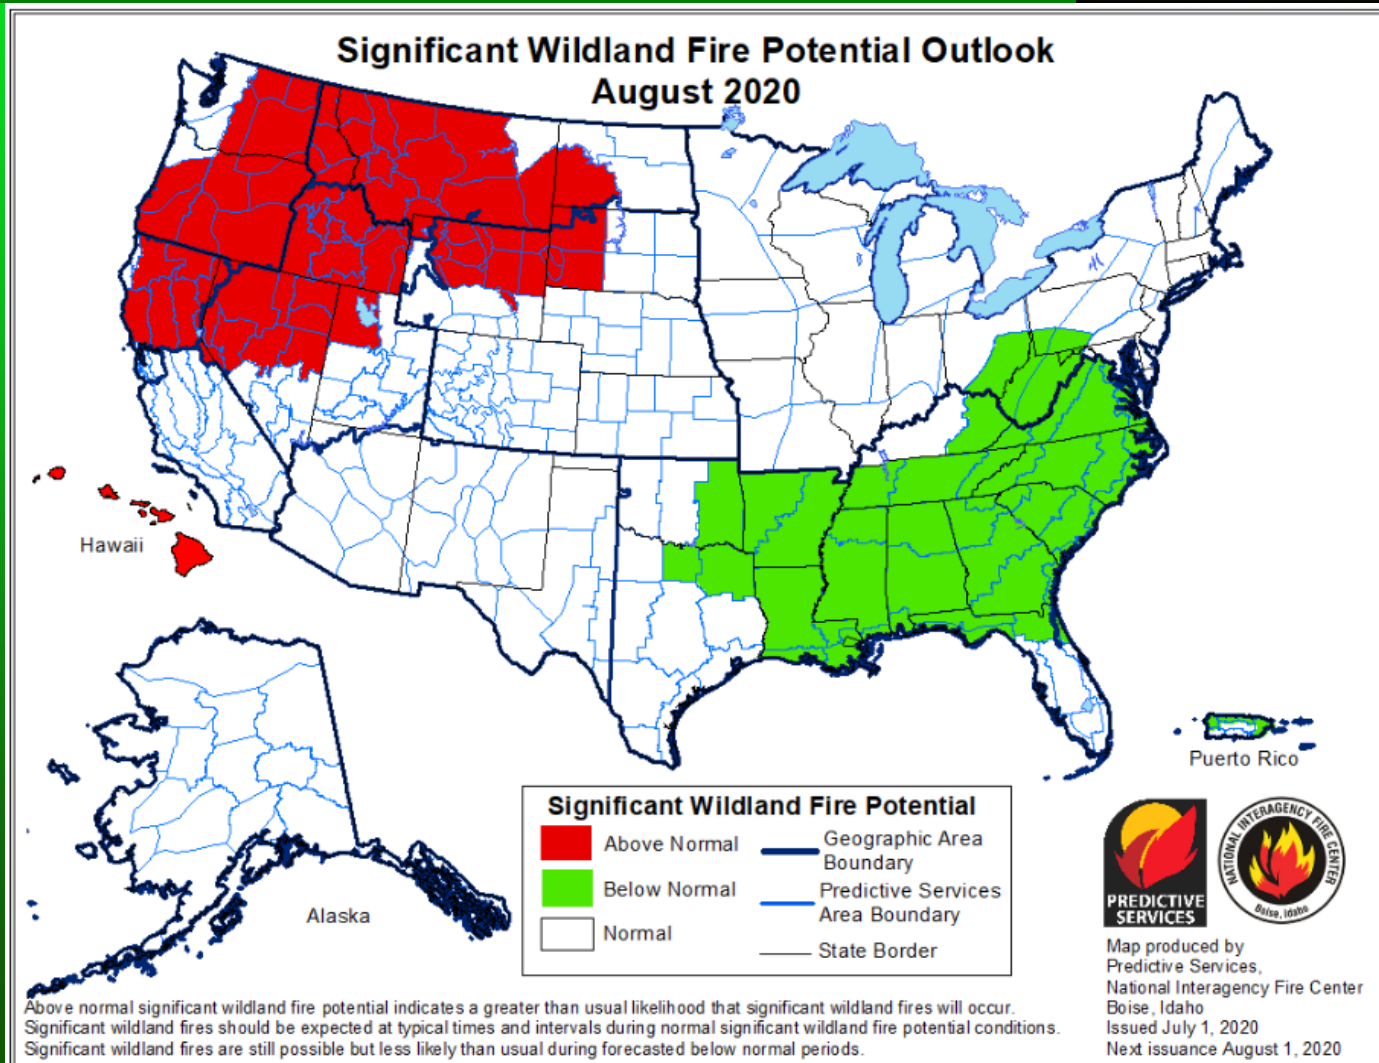 Significant Wildland Fire Potential Outlook
August 2020
Hawaii
Alaska
Puerto Rico
Significant Wildland Fire Potential
Above Normal
Below Normal
Normal
Geographic Area
Boundary
Predictive Services
Area Boundary
State Border
PREDICTIVE
SERVICES
NATIONAL INTERAGENCY FIRE CENTER
Boise, Idaho
Map produced by
Predictive Services,
National Interagency Fire Center
Boise, Idaho
Issued July 1, 2020
Next issuance August 1, 2020
Above normal significant wildland fire potential indicates a greater than usual likelihood that significant wildland fires will occur.
Significant wildland fires should be expected at typical times and intervals during normal significant wildland fire potential conditions.
Significant wildland fires are still possible but less likely than usual during forecasted below normal periods.